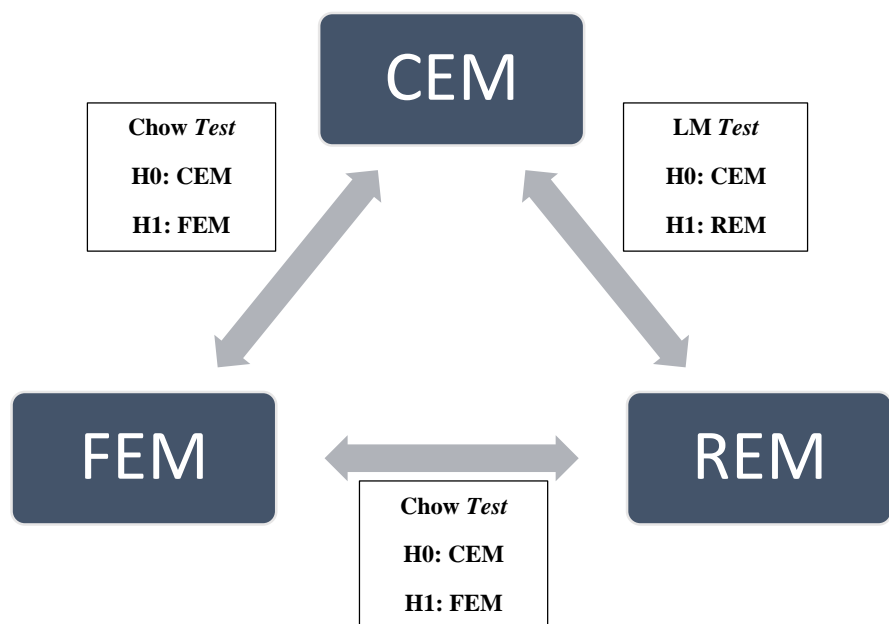 CEM
Chow Test
H0: CEM
H1: FEM
LM Test
H0: CEM
H1: REM
FEM
REM
Chow Test
H0: CEM
H1: FEM